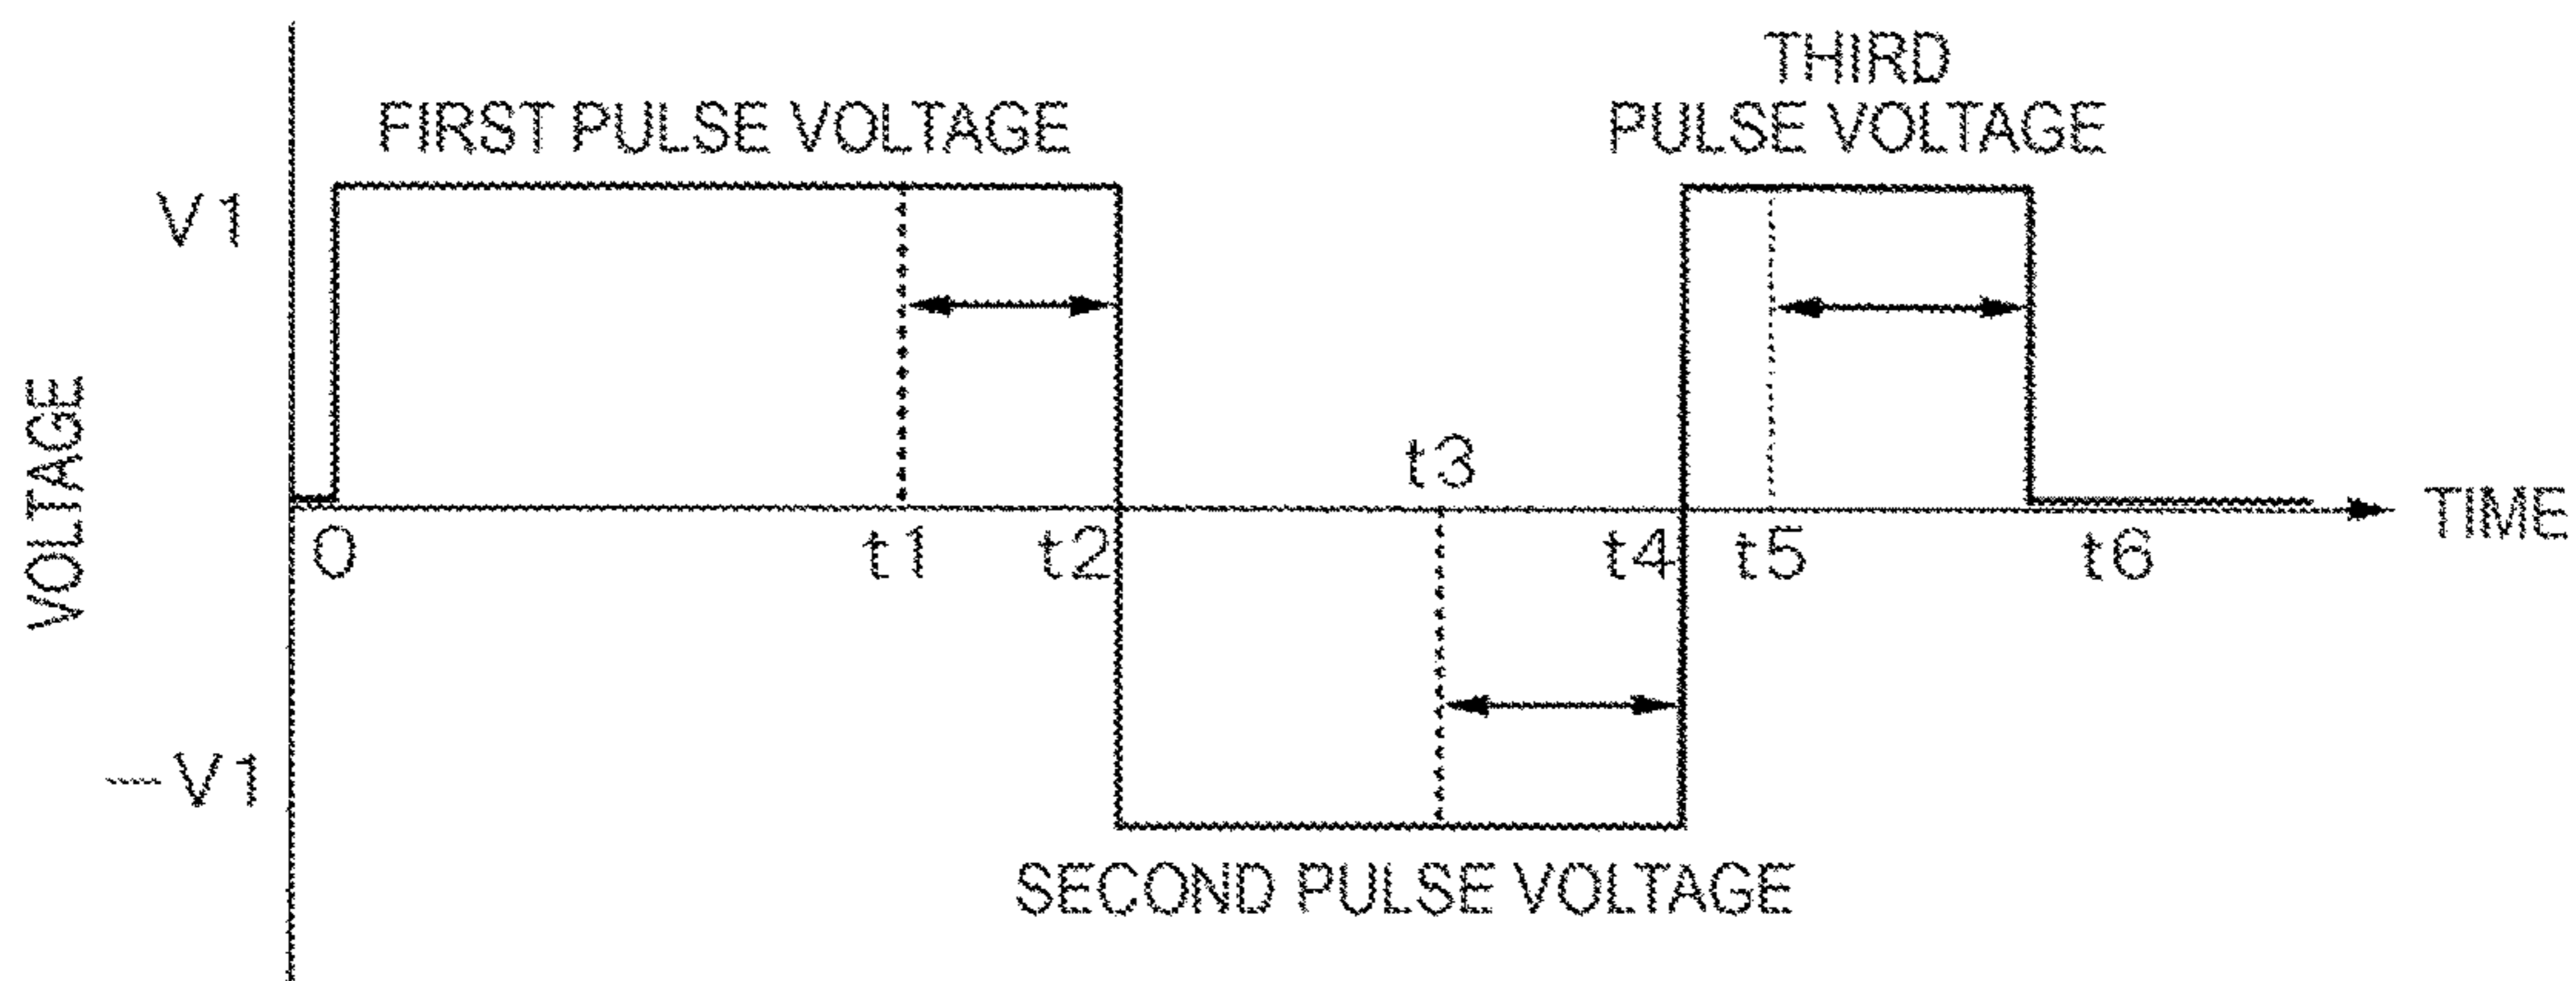 THIRD
FIRST PULSE VOLTAGE
PULSE VOLTAGE
V1
t3
VOLTAGE
0
t1
t2
t4
t5
t6
TIME
−V1
SECOND PULSE VOLTAGE